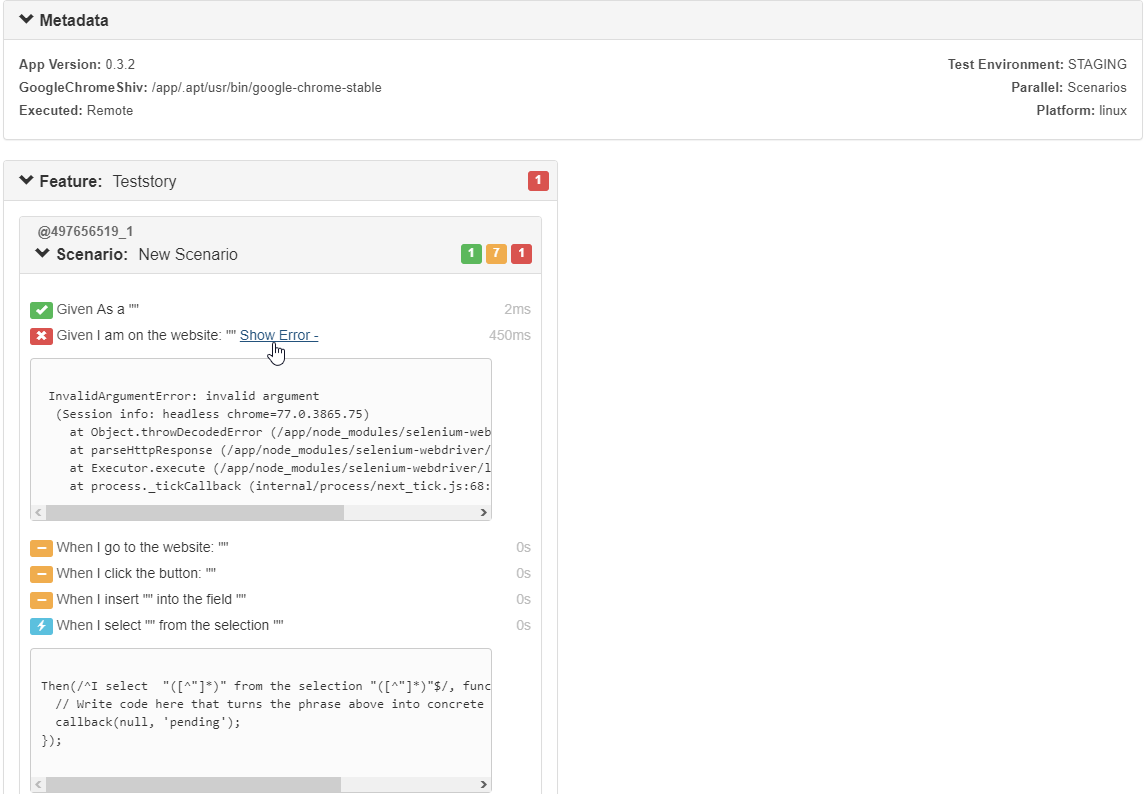 Metadata
App Version: 0.3.2
Test Environment: STAGING
GoogleChromeShiv: /app/.apt/usr/bin/google-chrome-stable
Parallel: Scenarios
Executed: Remote
Platform: linux
Feature: Teststory
1
@497656519_1
Scenario: New Scenario
1 7 1
Given As a "" 2ms
Given I am on the website: "" Show Error - 450ms
InvalidArgumentError: invalid argument
(Session info: headless chrome=77.0.3865.75)
at Object.throwDecodedError (/app/node_modules/selenium-web
at parseHttpResponse (/app/node_modules/selenium-webdriver/
at Executor.execute (/app/node_modules/selenium-webdriver/l
at process._tickCallback (internal/process/next_tick.js:68:
When I go to the website: "" 0s
When I click the button: "" 0s
When I insert "" into the field "" 0s
When I select "" from the selection "" 0s
Then(/^I select  "([^"]*)" from the selection "([^"]*)"$/, func
// Write code here that turns the phrase above into concrete
callback(null, 'pending');
});